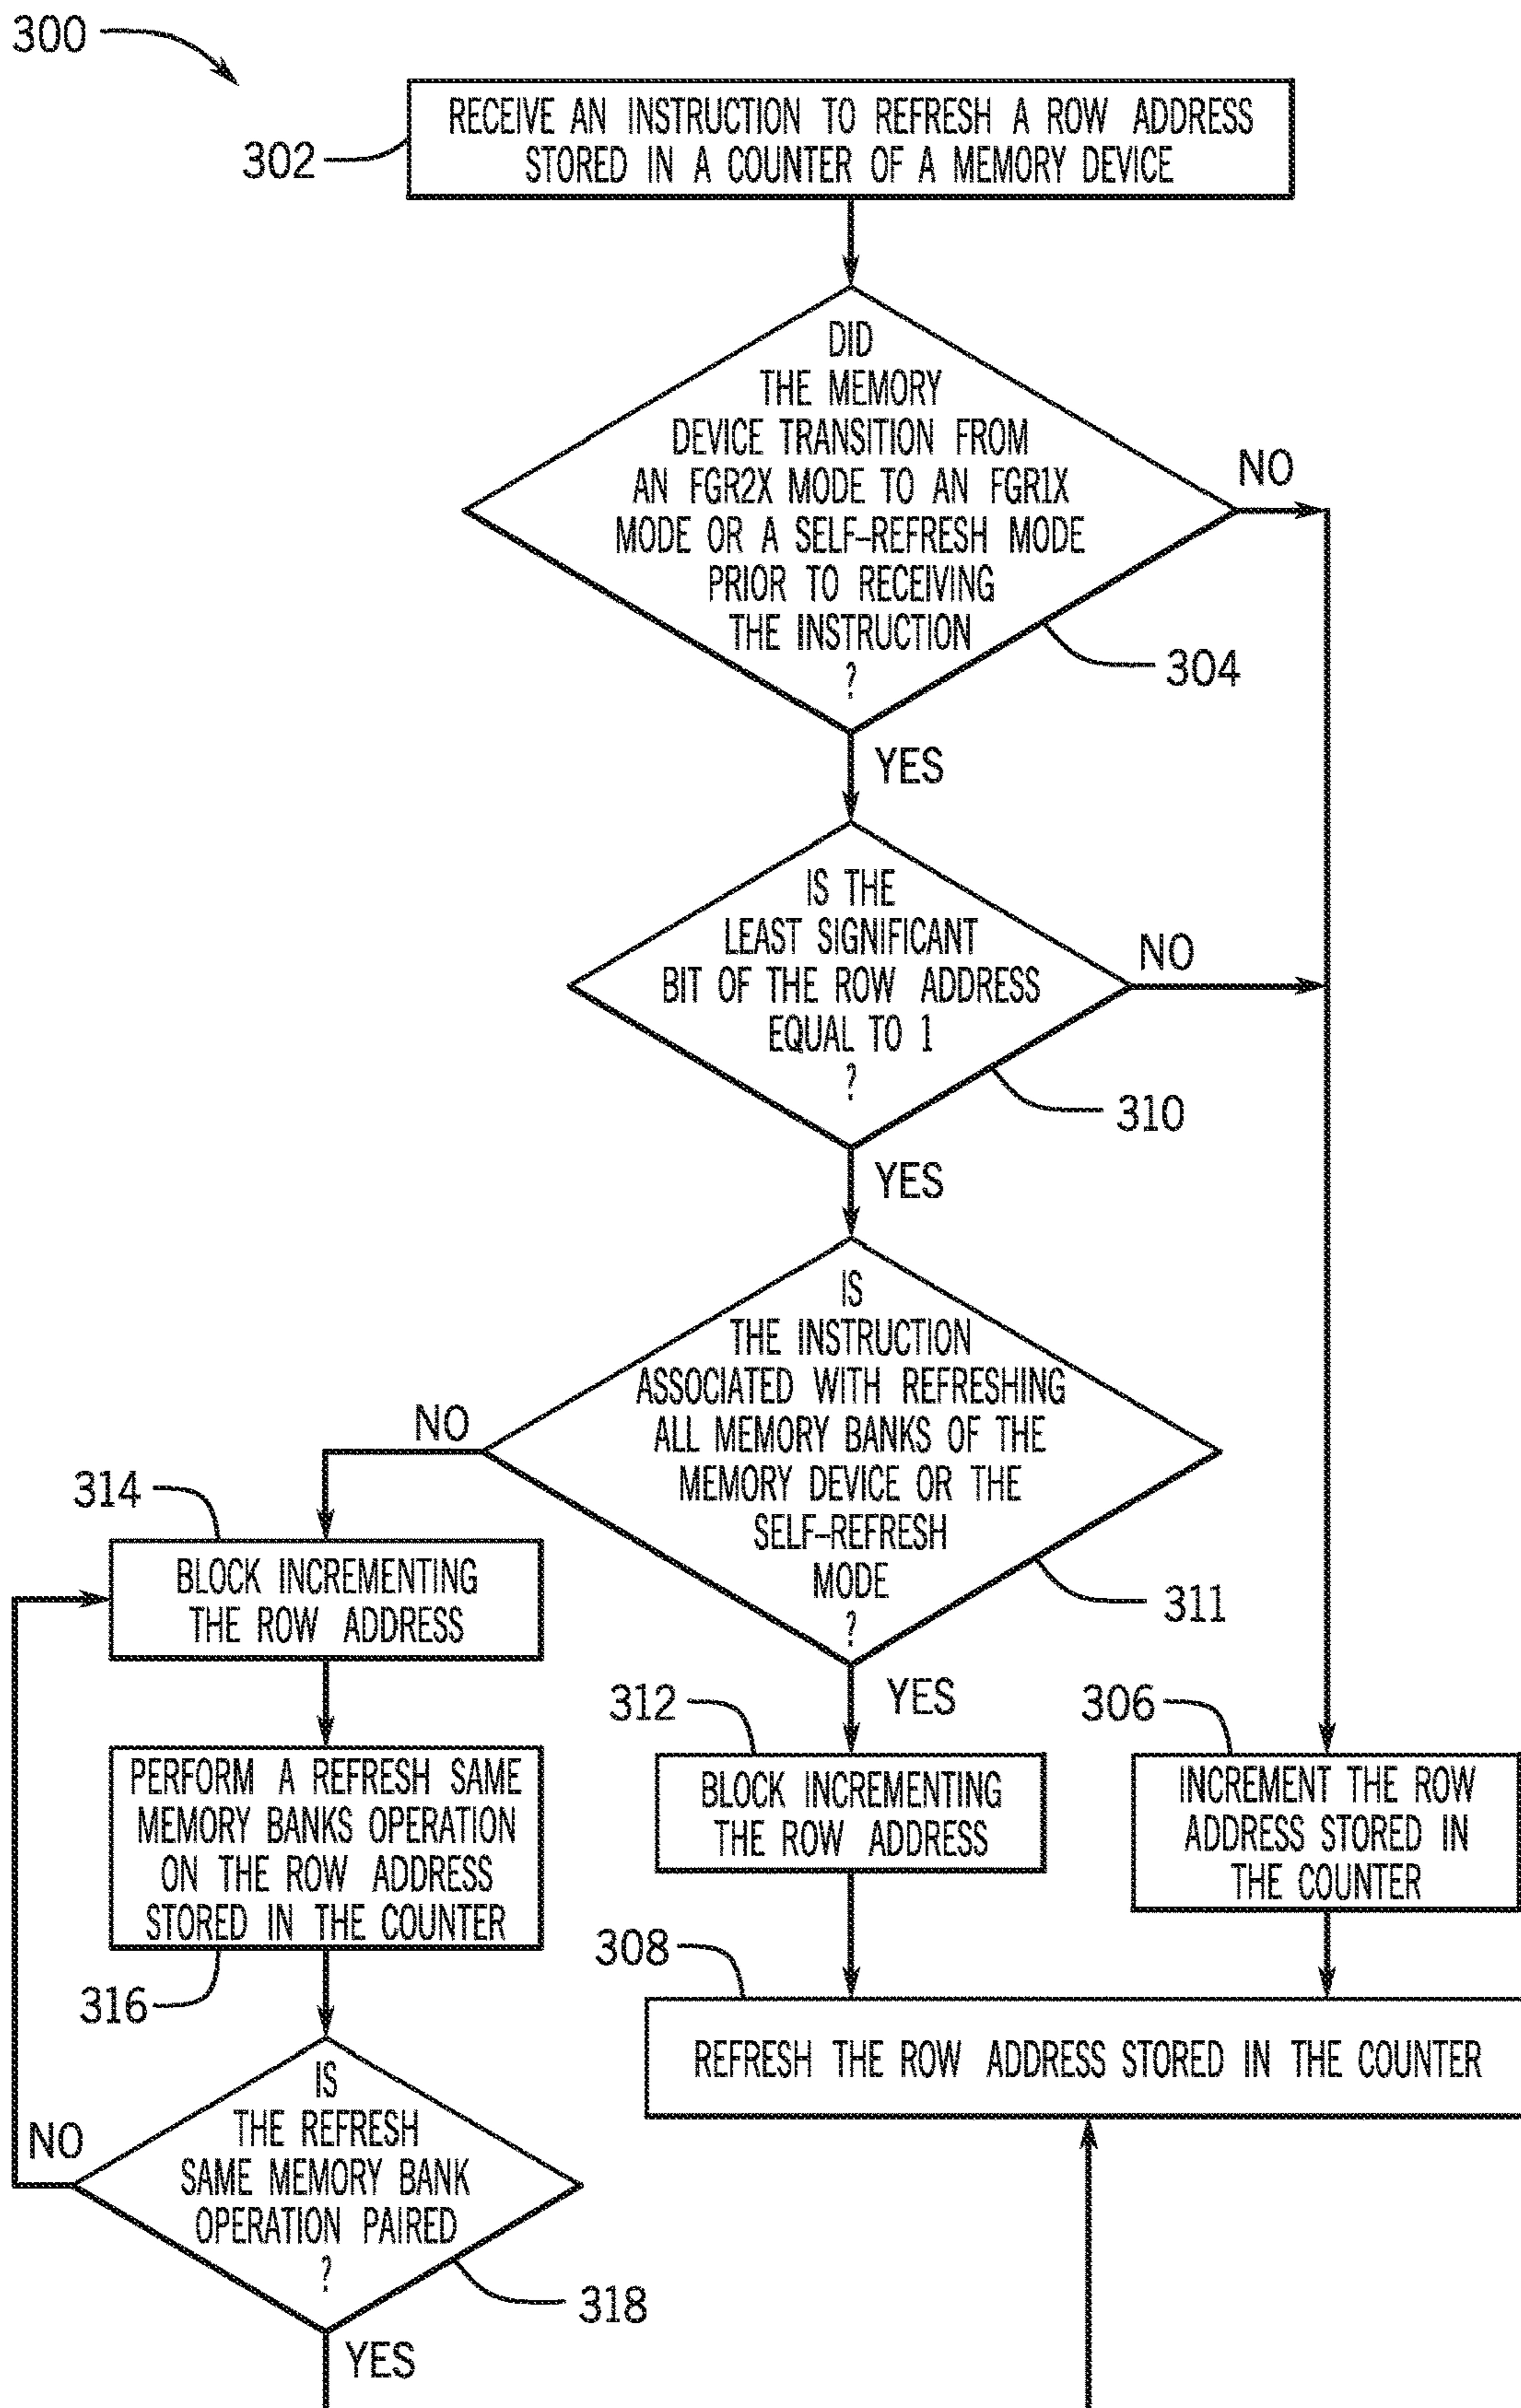 300
302
RECEIVE AN INSTRUCTION TO REFRESH A ROW ADDRESS
STORED IN A COUNTER OF A MEMORY DEVICE
DID
THE MEMORY
DEVICE TRANSITION FROM
AN FGR2X MODE TO AN FGR1X
MODE OR A SELF-REFRESH MODE
PRIOR TO RECEIVING
THE INSTRUCTION
?
NO
304
YES
IS THE
LEAST SIGNIFICANT
BIT OF THE ROW ADDRESS
EQUAL TO 1
?
NO
310
YES
IS
THE INSTRUCTION
ASSOCIATED WITH REFRESHING
ALL MEMORY BANKS OF THE
MEMORY DEVICE OR THE
SELF-REFRESH
MODE
?
NO
311
YES
314
BLOCK INCREMENTING
THE ROW ADDRESS
312
BLOCK INCREMENTING
THE ROW ADDRESS
306
INCREMENT THE ROW
ADDRESS STORED IN
THE COUNTER
PERFORM A REFRESH SAME
MEMORY BANKS OPERATION
ON THE ROW ADDRESS
STORED IN THE COUNTER
316
308
REFRESH THE ROW ADDRESS STORED IN THE COUNTER
IS
THE REFRESH
SAME MEMORY BANK
OPERATION PAIRED
?
NO
318
YES